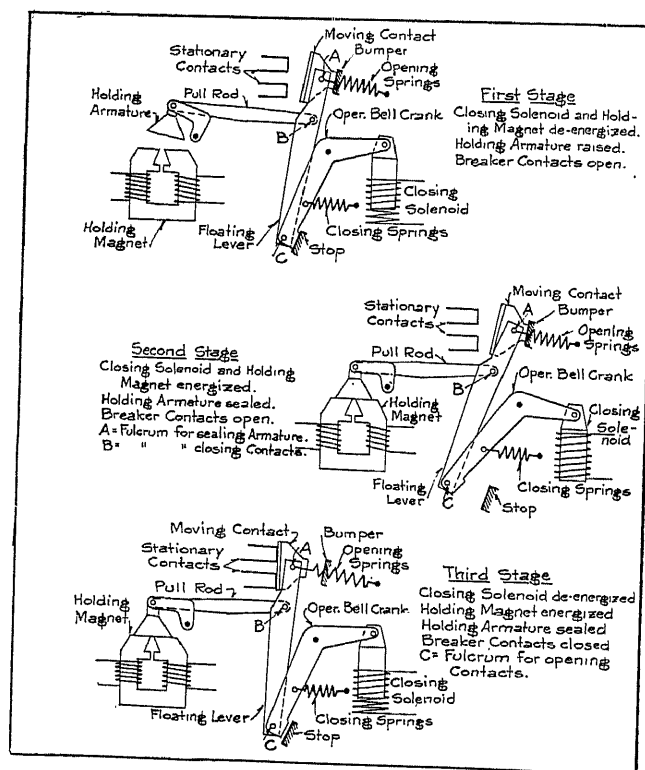 Moving Contact
A
Bumper
Stationary
Contacts
Opening
Springs
Pull Rod
Holding
Armature
Oper. Bell Crank
B
First Stage
Closing Solenoid and Hold-
ing Magnet de-energized.
Holding Armature raised.
Breaker Contacts open.
Closing
Solenoid
Holding
Magnet
Floating
Lever
Closing Springs
Stop
C
Moving Contact
A
Bumper
Stationary
Contacts
Opening
Springs
Pull Rod
B
Oper. Bell Crank
Second Stage
Closing Solenoid and Holding
Magnet energized.
Holding Armature sealed.
Breaker Contacts open.
A= Fulcrum for sealing Armature.
B= " " closing Contacts.
Holding
Magnet
Closing
Sole-
noid
Floating
Lever
Closing Springs
C
Stop
Moving Contact
A
Bumper
Stationary
Contacts
Opening
Springs
Pull Rod
Holding
Magnet
B
Oper. Bell Crank
Third Stage
Closing Solenoid de-energized
Holding Magnet energized
Holding Armature sealed
Breaker Contacts closed
C= Fulcrum for opening
Contacts.
Closing
Solenoid
Floating Lever
Closing Springs
Stop
C